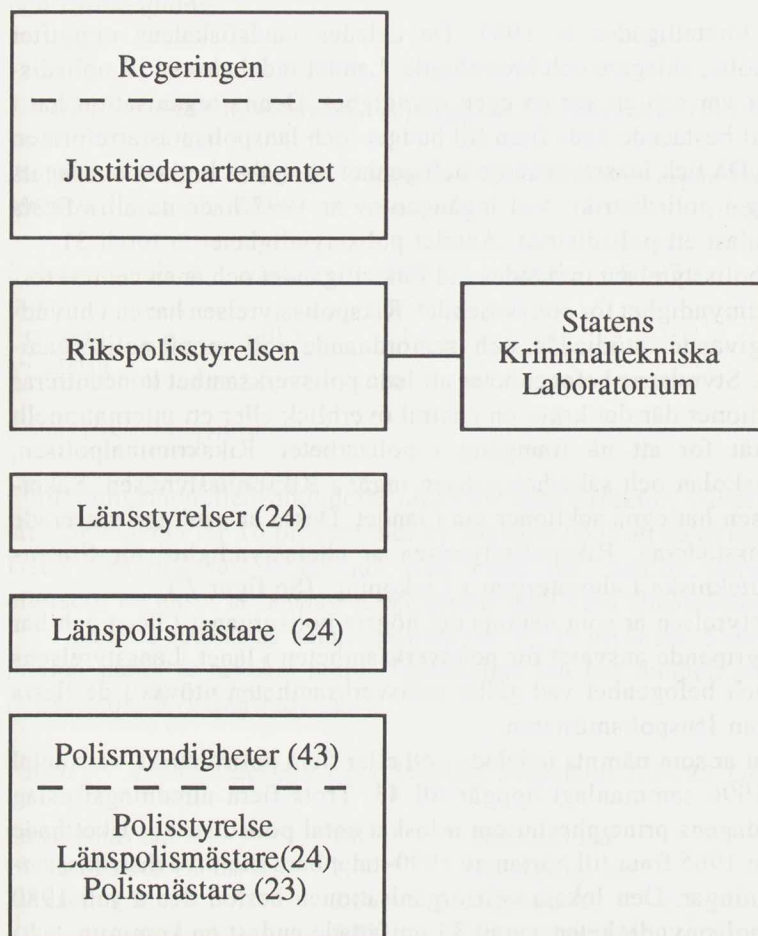 Regeringen
Justitiedepartementet
Rikspolisstyrelsen
Statens
Kriminaltekniska
Laboratorium
Länsstyrelser (24)
Länspolismästare (24)
Polismyndigheter (43)
Polisstyrelse
Länspolismästare(24)
Polismästare (23)